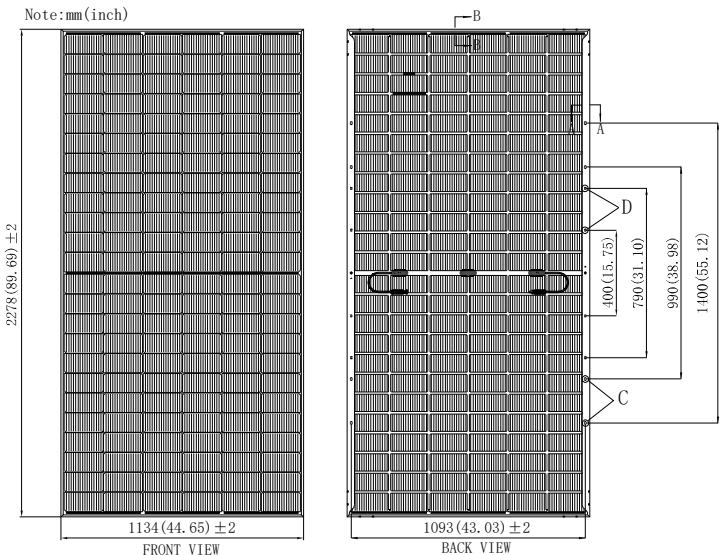 Note:mm(inch)
B
B
A
A
D
2278(89.69)±2
400(15.75)
790(31.10)
990(38.98)
1400(55.12)
C
1134(44.65)±2
1093(43.03)±2
FRONT VIEW
BACK VIEW